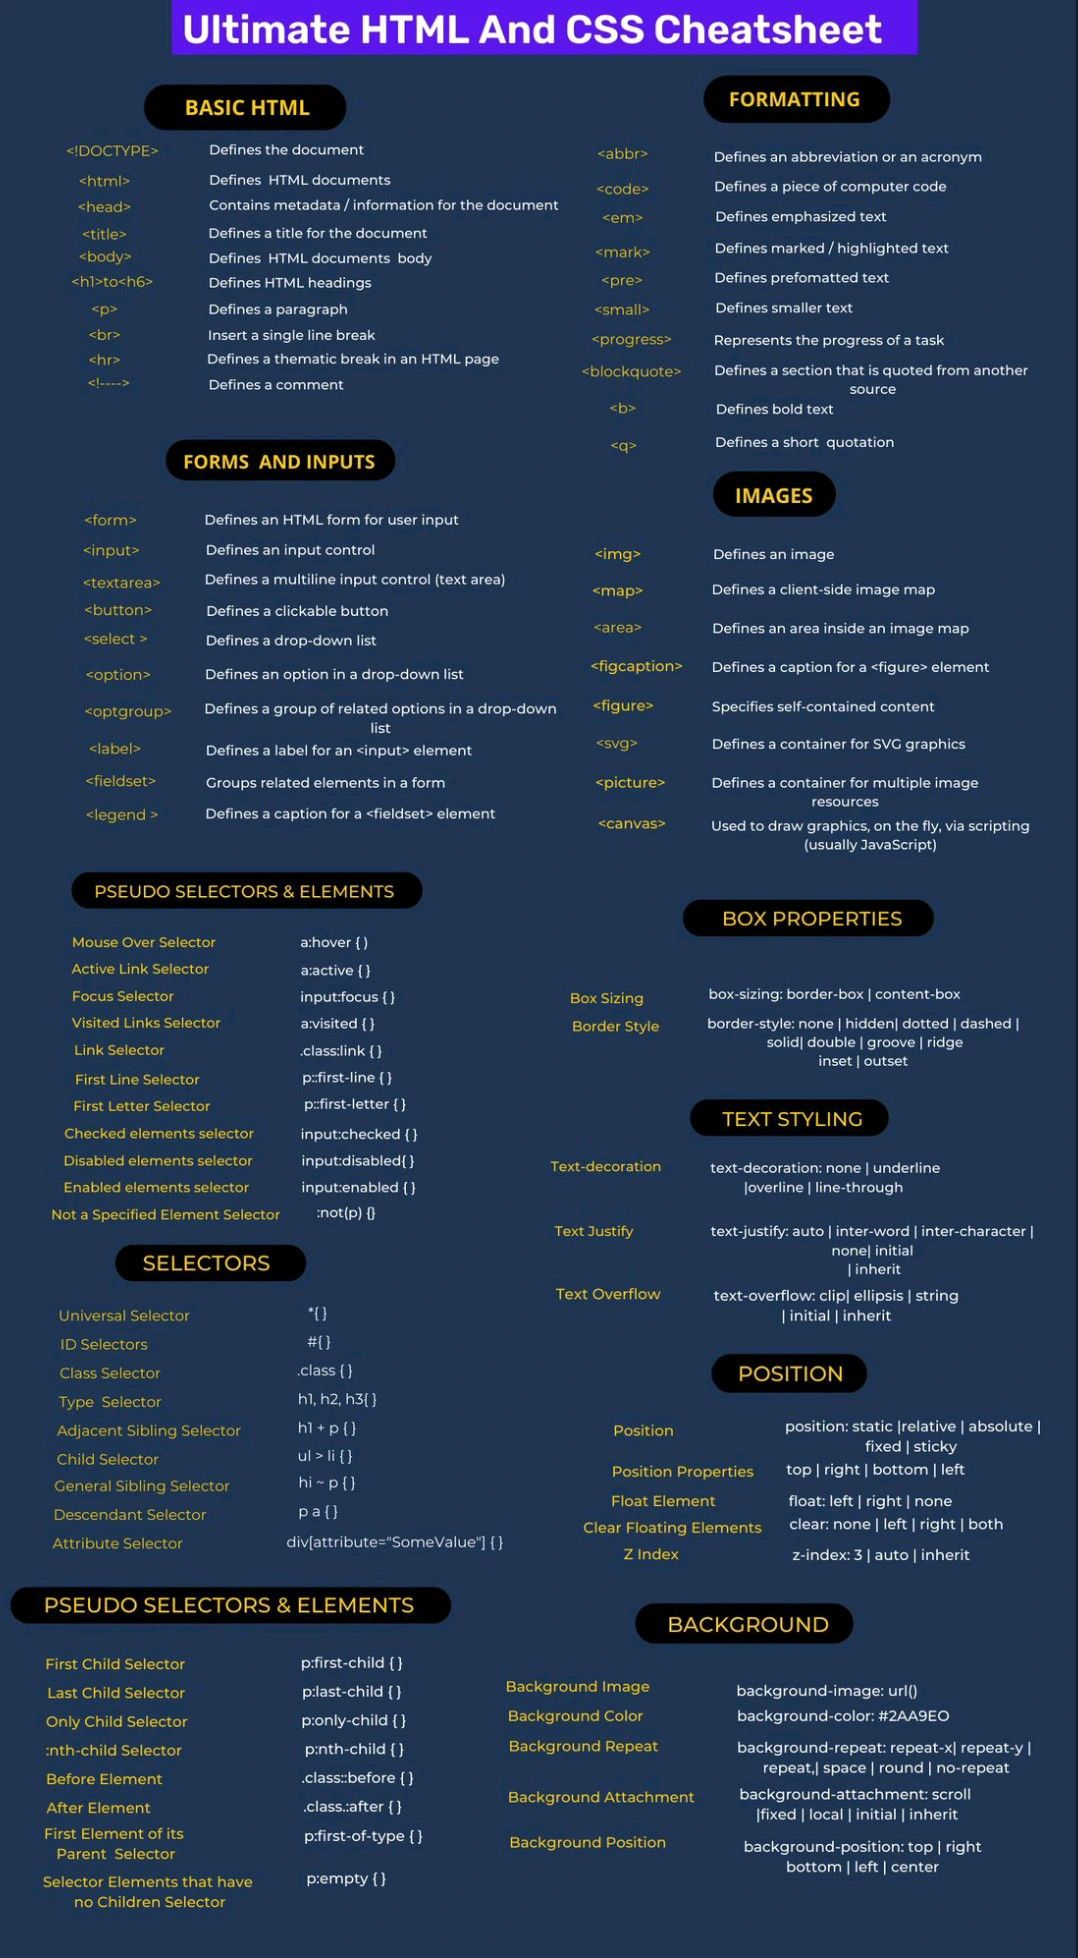 Ultimate HTML And CSS Cheatsheet
BASIC HTML
<!DOCTYPE> Defines the document
<html> Defines HTML documents
<head> Contains metadata / information for the document
<title> Defines a title for the document
<body> Defines HTML documents body
<h1>to<h6> Defines HTML headings
<p> Defines a paragraph
<br> Insert a single line break
<hr> Defines a thematic break in an HTML page
<!----> Defines a comment
FORMS AND INPUTS
<form> Defines an HTML form for user input
<input> Defines an input control
<textarea> Defines a multiline input control (text area)
<button> Defines a clickable button
<select > Defines a drop-down list
<option> Defines an option in a drop-down list
<optgroup> Defines a group of related options in a drop-down
list
<label> Defines a label for an <input> element
<fieldset> Groups related elements in a form
<legend > Defines a caption for a <fieldset> element
PSEUDO SELECTORS & ELEMENTS
Mouse Over Selector a:hover { )
Active Link Selector a:active { }
Focus Selector input:focus { }
Visited Links Selector a:visited { }
Link Selector .class:link { }
First Line Selector p::first-line { }
First Letter Selector p::first-letter { }
Checked elements selector input:checked { }
Disabled elements selector input:disabled{ }
Enabled elements selector input:enabled { }
Not a Specified Element Selector :not(p) {}
SELECTORS
Universal Selector *{ }
ID Selectors #{ }
Class Selector .class { }
Type Selector h1, h2, h3{ }
Adjacent Sibling Selector h1 + p { }
Child Selector ul > li { }
General Sibling Selector hi ~ p { }
Descendant Selector p a { }
Attribute Selector div[attribute="SomeValue"] { }
PSEUDO SELECTORS & ELEMENTS
First Child Selector p:first-child { }
Last Child Selector p:last-child { }
Only Child Selector p:only-child { }
:nth-child Selector p:nth-child { }
Before Element .class::before { }
After Element .class.:after { }
First Element of its p:first-of-type { }
Parent Selector
Selector Elements that have p:empty { }
no Children Selector
FORMATTING
<abbr> Defines an abbreviation or an acronym
<code> Defines a piece of computer code
<em> Defines emphasized text
<mark> Defines marked / highlighted text
<pre> Defines prefomatted text
<small> Defines smaller text
<progress> Represents the progress of a task
<blockquote> Defines a section that is quoted from another
source
<b> Defines bold text
<q> Defines a short quotation
IMAGES
<img> Defines an image
<map> Defines a client-side image map
<area> Defines an area inside an image map
<figcaption> Defines a caption for a <figure> element
<figure> Specifies self-contained content
<svg> Defines a container for SVG graphics
<picture> Defines a container for multiple image
resources
<canvas> Used to draw graphics, on the fly, via scripting
(usually JavaScript)
BOX PROPERTIES
Box Sizing box-sizing: border-box | content-box
Border Style border-style: none | hidden| dotted | dashed |
solid| double | groove | ridge
inset | outset
TEXT STYLING
Text-decoration text-decoration: none | underline
|overline | line-through
Text Justify text-justify: auto | inter-word | inter-character |
none| initial
| inherit
Text Overflow text-overflow: clip| ellipsis | string
| initial | inherit
POSITION
Position position: static |relative | absolute |
fixed | sticky
Position Properties top | right | bottom | left
Float Element float: left | right | none
Clear Floating Elements clear: none | left | right | both
Z Index z-index: 3 | auto | inherit
BACKGROUND
Background Image background-image: url()
Background Color background-color: #2AA9EO
Background Repeat background-repeat: repeat-x| repeat-y |
repeat,| space | round | no-repeat
Background Attachment background-attachment: scroll
|fixed | local | initial | inherit
Background Position background-position: top | right
bottom | left | center